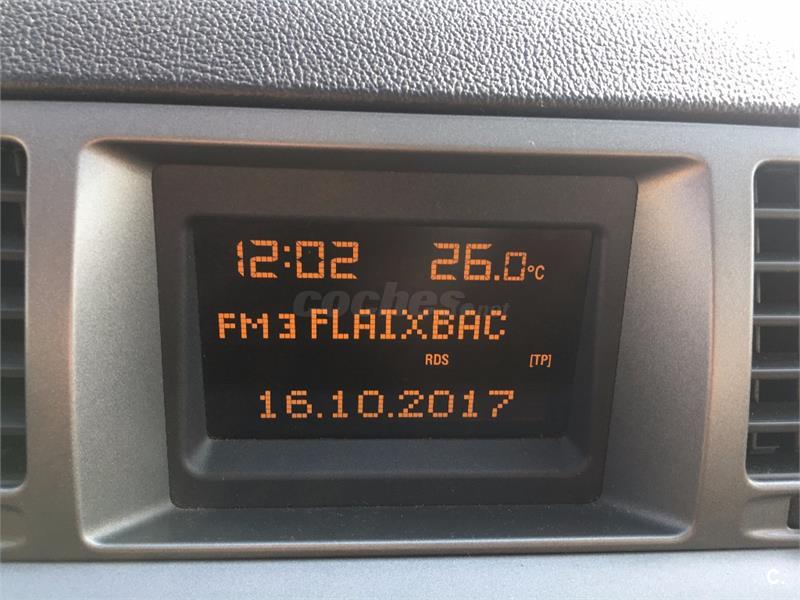 12:02 26.0°C
coches.net
FM3 FLAIXBAC
RDS [TP]
16.10.2017
C.